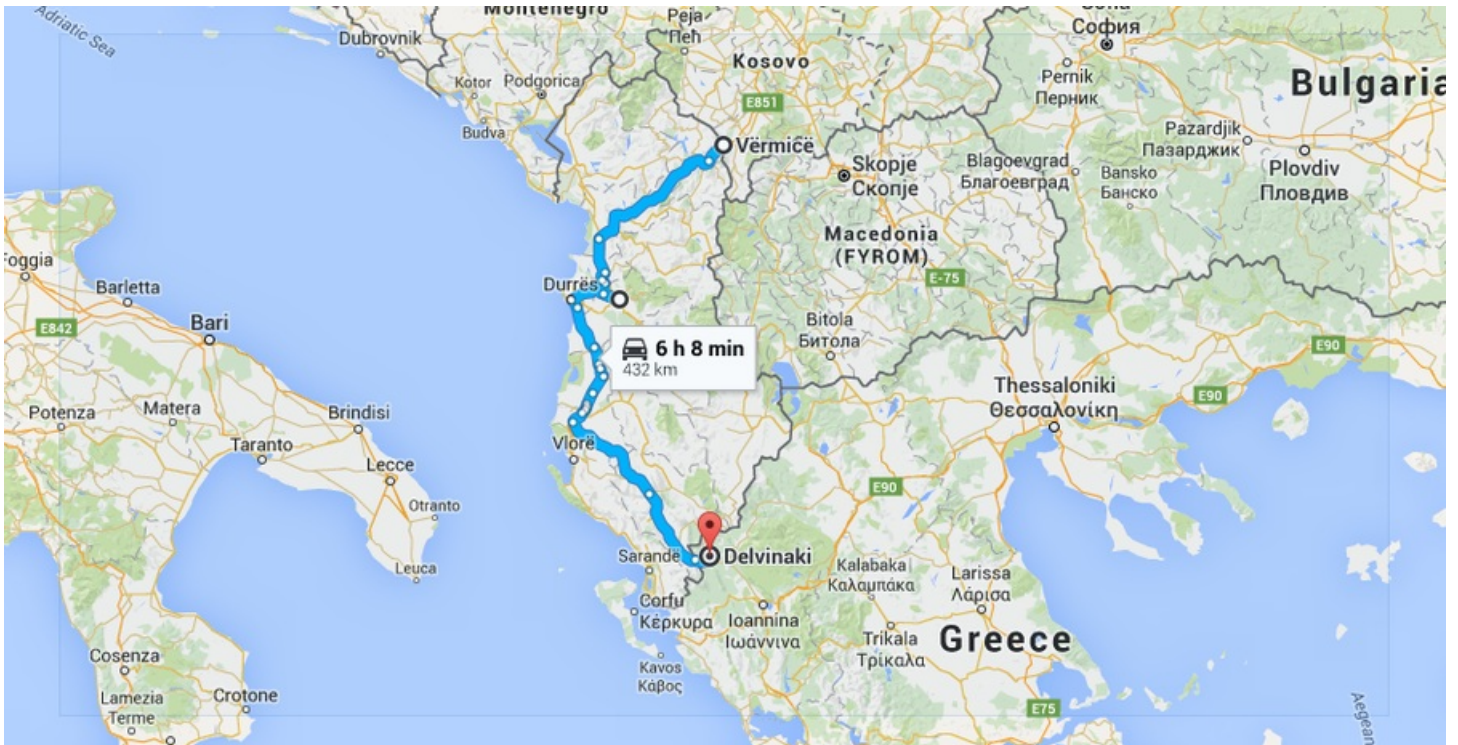 Adriatic Sea
Montenegro
Dubrovnik
Peja
Пећ
Kosovo
Sofia
София
Kotor
Podgorica
E851
Pernik
Перник
Bulgaria
Budva
Vërmicë
Pazardjik
Пазарджик
Skopje
Скопје
Blagoevgrad
Благоевград
Bansko
Банско
Plovdiv
Пловдив
Macedonia
(FYROM)
Foggia
E-75
Barletta
Durrës
E842
Bari
Bitola
Битола
6 h 8 min
432 km
E90
Thessaloniki
Θεσσαλονίκη
E90
Potenza
Matera
Brindisi
Taranto
Vlorë
Lecce
E90
Otranto
Sarandë
Delvinaki
Kalabaka
Καλαμπάκα
Larissa
Λάρισα
Leuca
Corfu
Κέρκυρα
Ioannina
Ιωάννινα
Trikala
Τρίκαλα
Greece
Cosenza
Kavos
Κάβος
Lamezia
Terme
Crotone
E75
Aegean